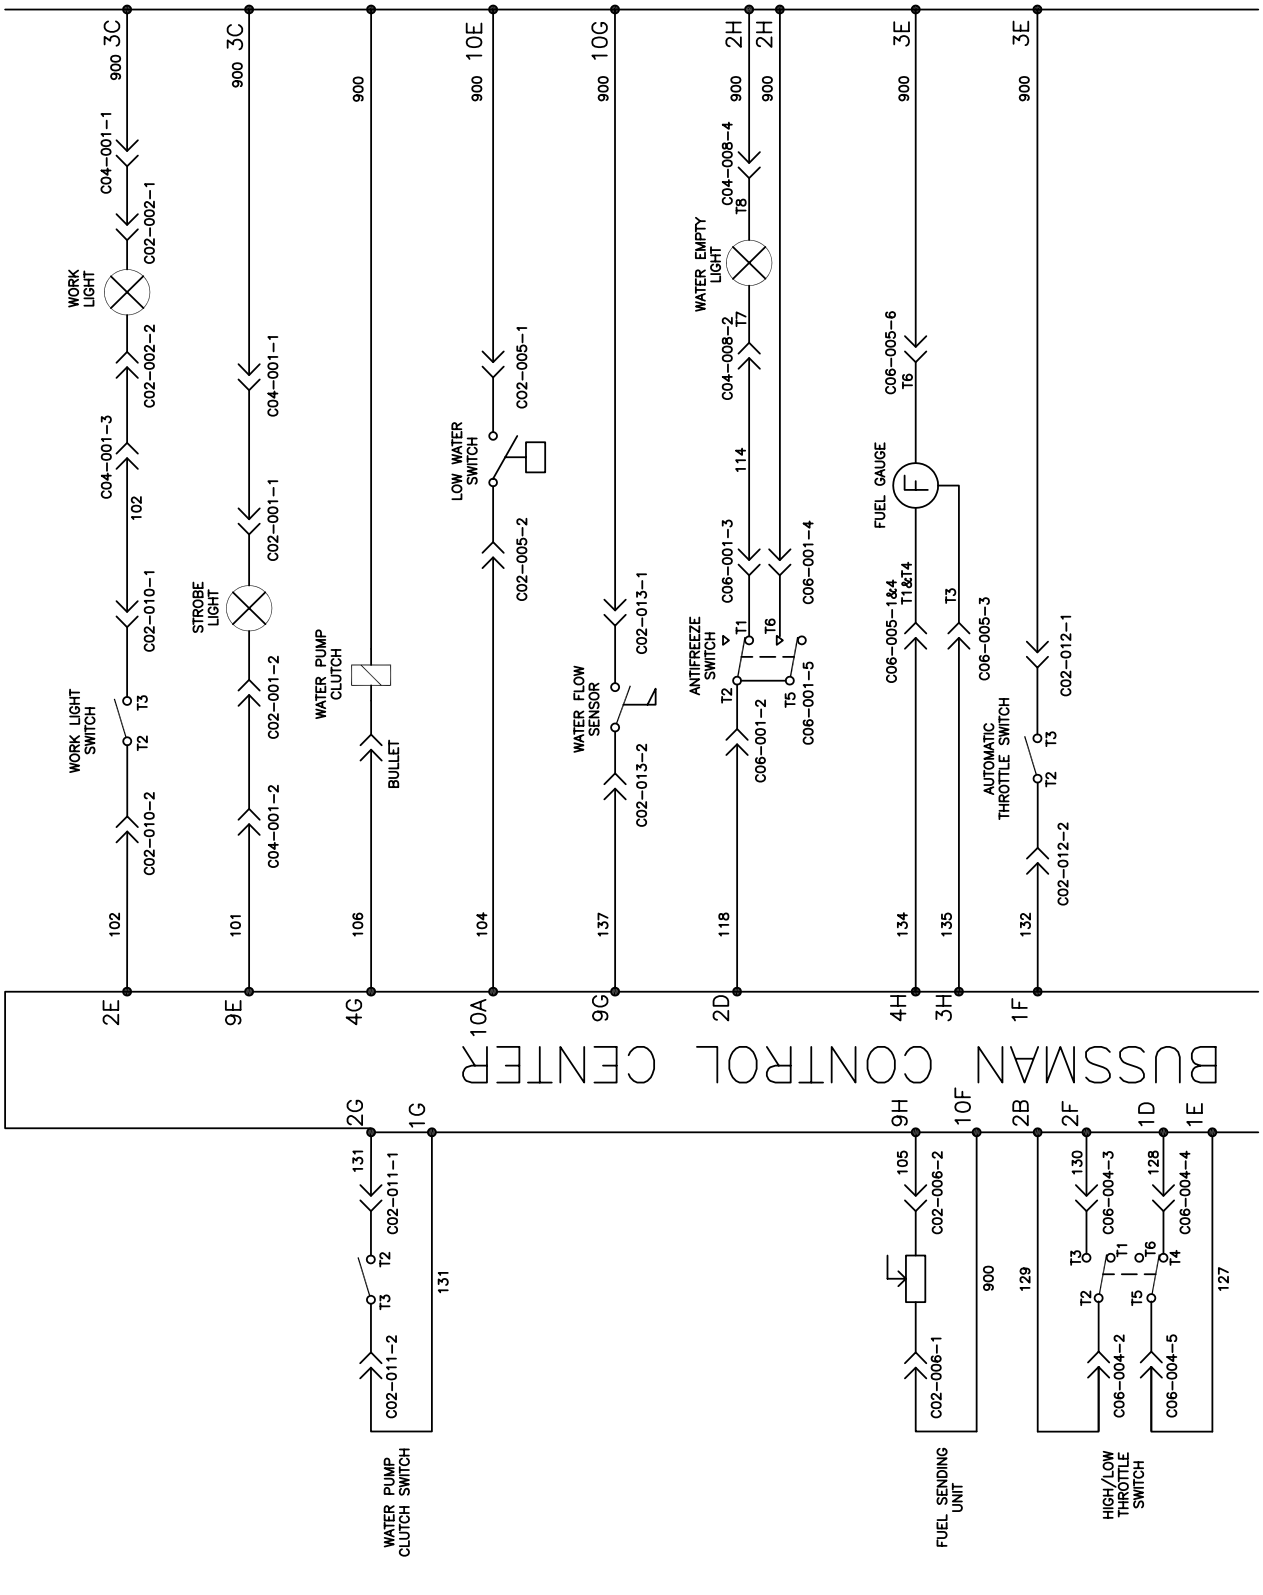 3C
900
C04-001-1
C02-002-1
WORK
LIGHT
C02-002-2
C04-001-3
102
C02-010-1
WORK LIGHT
SWITCH
T3
T2
C02-010-2
102
2E
3C
900
C04-001-1
C02-001-1
STROBE
LIGHT
C02-001-2
C04-001-2
101
9E
900
WATER PUMP
CLUTCH
BULLET
106
4G
10E
900
C02-005-1
LOW WATER
SWITCH
C02-005-2
104
10A
10G
900
C02-013-1
WATER FLOW
SENSOR
C02-013-2
137
9G
2H
2H
900
900
C04-008-4
T8
WATER EMPTY
LIGHT
T7
C04-008-2
114
C06-001-3
C06-001-4
ANTIFREEZE
SWITCH
T1
T6
T2
T5
C06-001-5
C06-001-2
118
2D
3E
900
C06-005-6
T6
FUEL GAUGE
F
C06-005-1&4
T1&T4
T3
C06-005-3
134
135
4H
3H
3E
900
C02-012-1
AUTOMATIC
THROTTLE SWITCH
T3
T2
C02-012-2
132
1F
BUSSMAN CONTROL CENTER
2G
1G
131
C02-011-1
T2
T3
131
C02-011-2
WATER PUMP
CLUTCH SWITCH
9H
10F
105
C02-006-2
900
C02-006-1
FUEL SENDING
UNIT
2B
2F
1D
1E
130
C06-004-3
128
C06-004-4
T3
T1
T6
T4
129
127
T2
T5
C06-004-2
C06-004-5
HIGH/LOW
THROTTLE
SWITCH